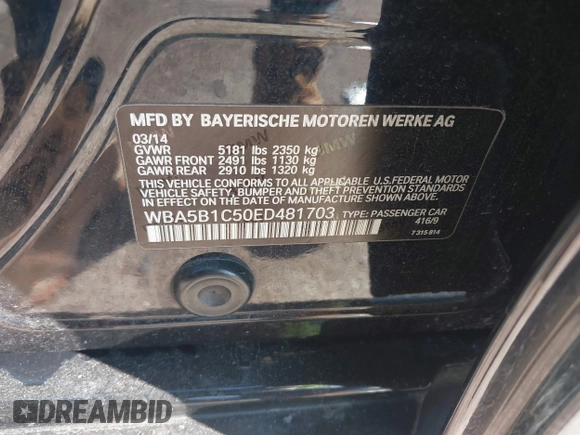 MFD BY BAYERISCHE MOTOREN WERKE AG
03/14
GVWR 5181 lbs 2350 kg
GAWR FRONT 2491 lbs 1130 kg
GAWR REAR 2910 lbs 1320 kg
THIS VEHICLE CONFORMS TO ALL APPLICABLE U.S.FEDERAL MOTOR
VEHICLE SAFETY, BUMPER, AND THEFT PREVENTION STANDARDS
IN EFFECT ON THE DATE OF MANUFACTURE SHOWN ABOVE.
WBA5B1C50ED481703 TYPE: PASSENGER CAR
416/9
7 315 814
DREAMBID